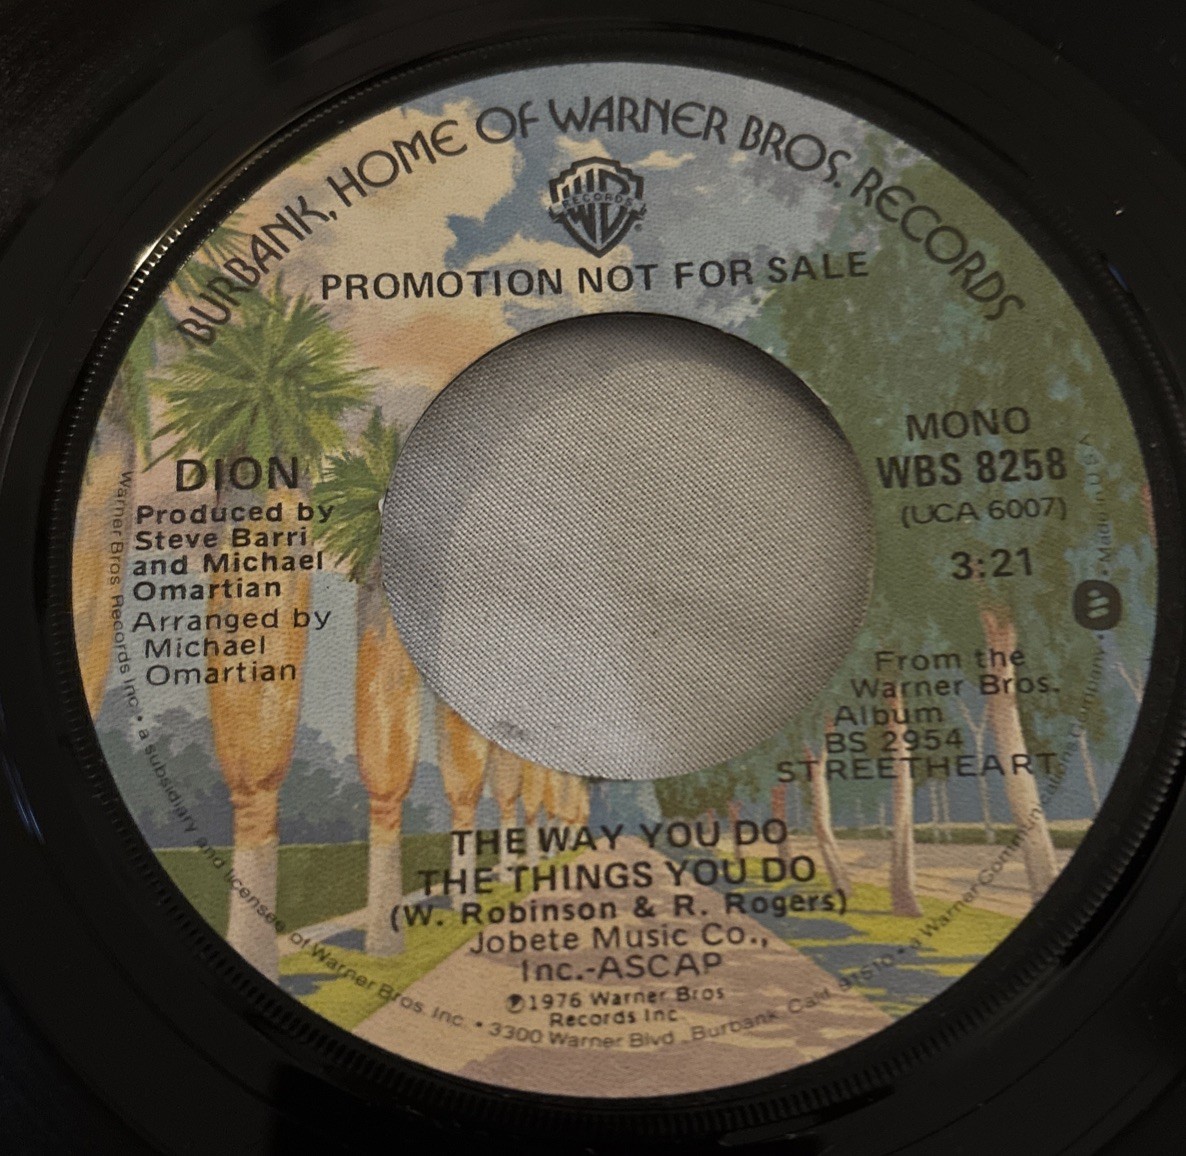 BURBANK, HOME OF WARNER BROS. RECORDS
RECORDS
PROMOTION NOT FOR SALE
DION
Produced by
Steve Barri
and Michael
Omartian
Arranged by
Michael
Omartian
MONO
WBS 8258
(UCA 6007)
3:21
From the
Warner Bros.
Album
BS 2954
STREETHEART
THE WAY YOU DO
THE THINGS YOU DO
(W. Robinson & R. Rogers)
Jobete Music Co.,
Inc.-ASCAP
℗1976 Warner Bros
Records Inc
Warner Bros Records Inc. • a subsidiary and licensee of Warner Bros. Inc. • 3300 Warner Blvd., Burbank, Calif. 91510 • a Warner Communications Company • Made in U.S.A.